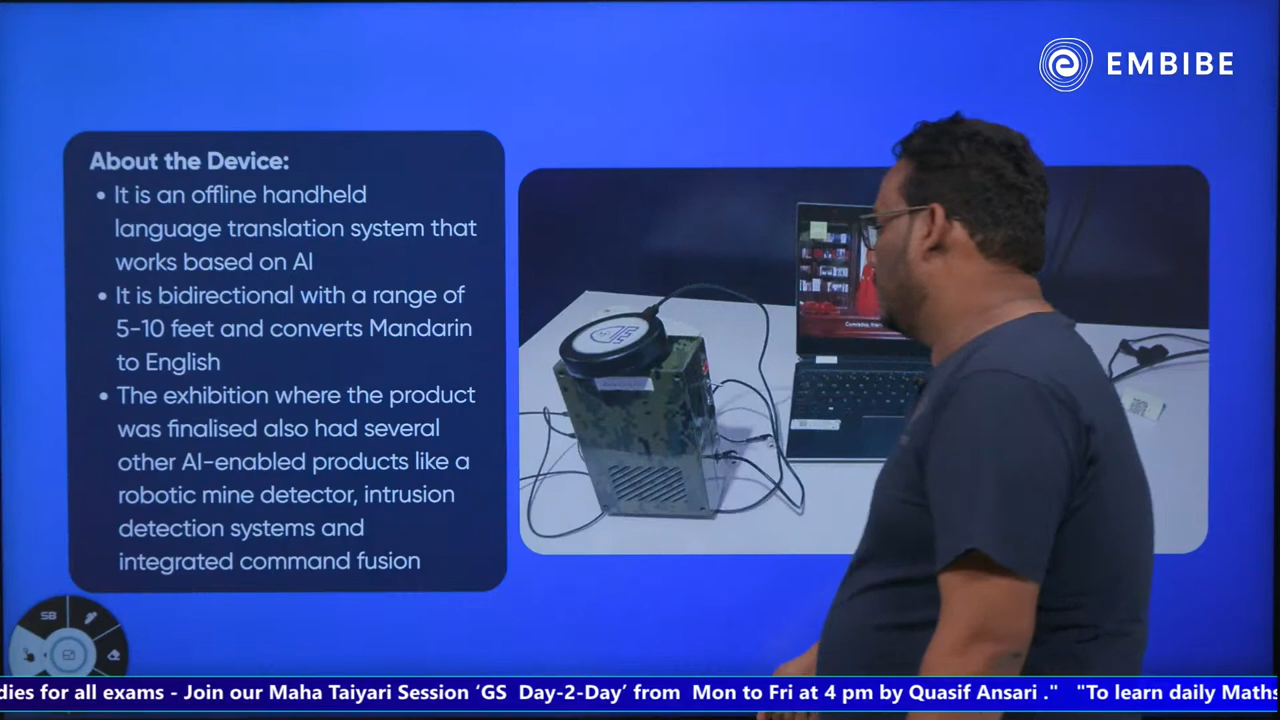 EMBIBE
About the Device:
• It is an offline handheld
language translation system that
works based on AI
• It is bidirectional with a range of
5-10 feet and converts Mandarin
to English
• The exhibition where the product
was finalised also had several
other AI-enabled products like a
robotic mine detector, intrusion
detection systems and
integrated command fusion
SB
dies for all exams - Join our Maha Taiyari Session ‘GS Day-2-Day’ from Mon to Fri at 4 pm by Quasif Ansari ." "To learn daily Maths